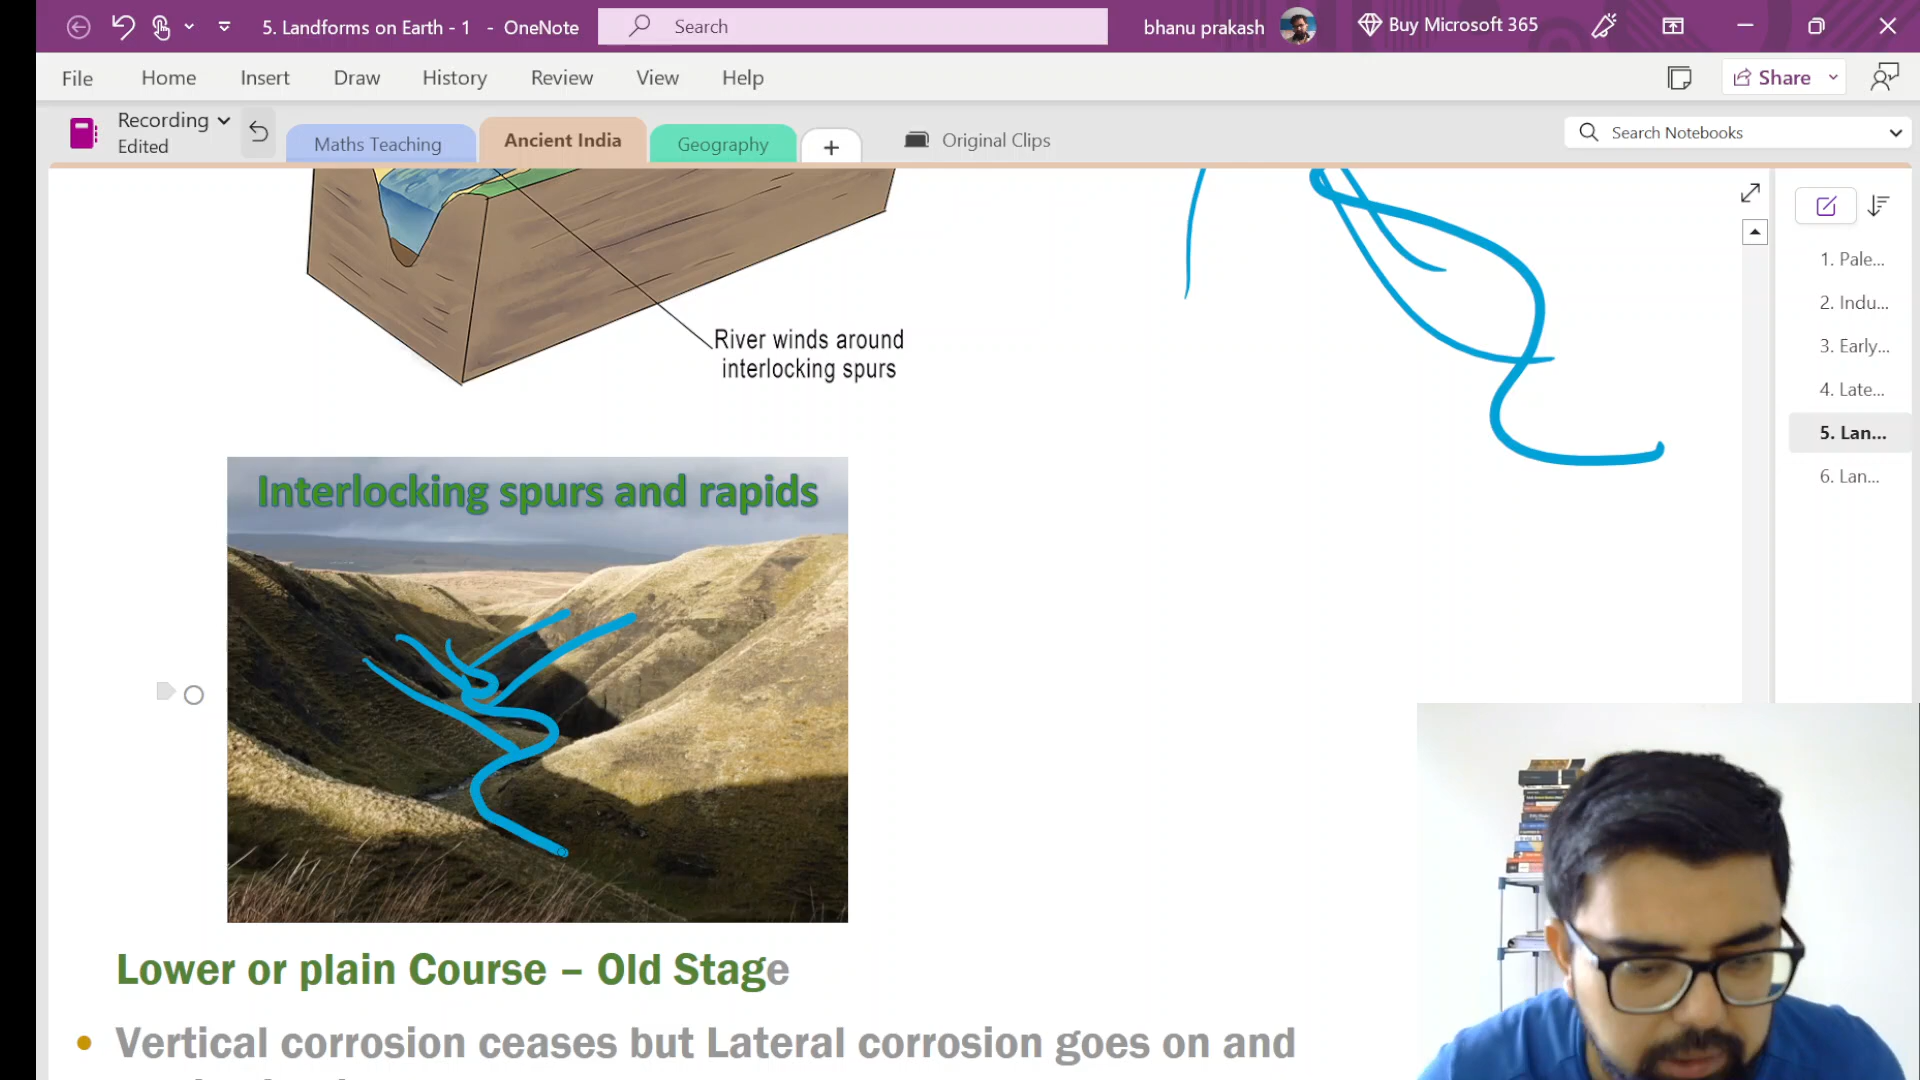 5. Landforms on Earth - 1 - OneNote
Search
bhanu prakash
Buy Microsoft 365
File Home Insert Draw History Review View Help
Share
Recording
Edited
Maths Teaching
Ancient India
Geography
+
Original Clips
Search Notebooks
1. Pale...
2. Indu...
3. Early...
4. Late...
5. Lan...
6. Lan...
River winds around
interlocking spurs
Interlocking spurs and rapids
Lower or plain Course – Old Stage
• Vertical corrosion ceases but Lateral corrosion goes on and